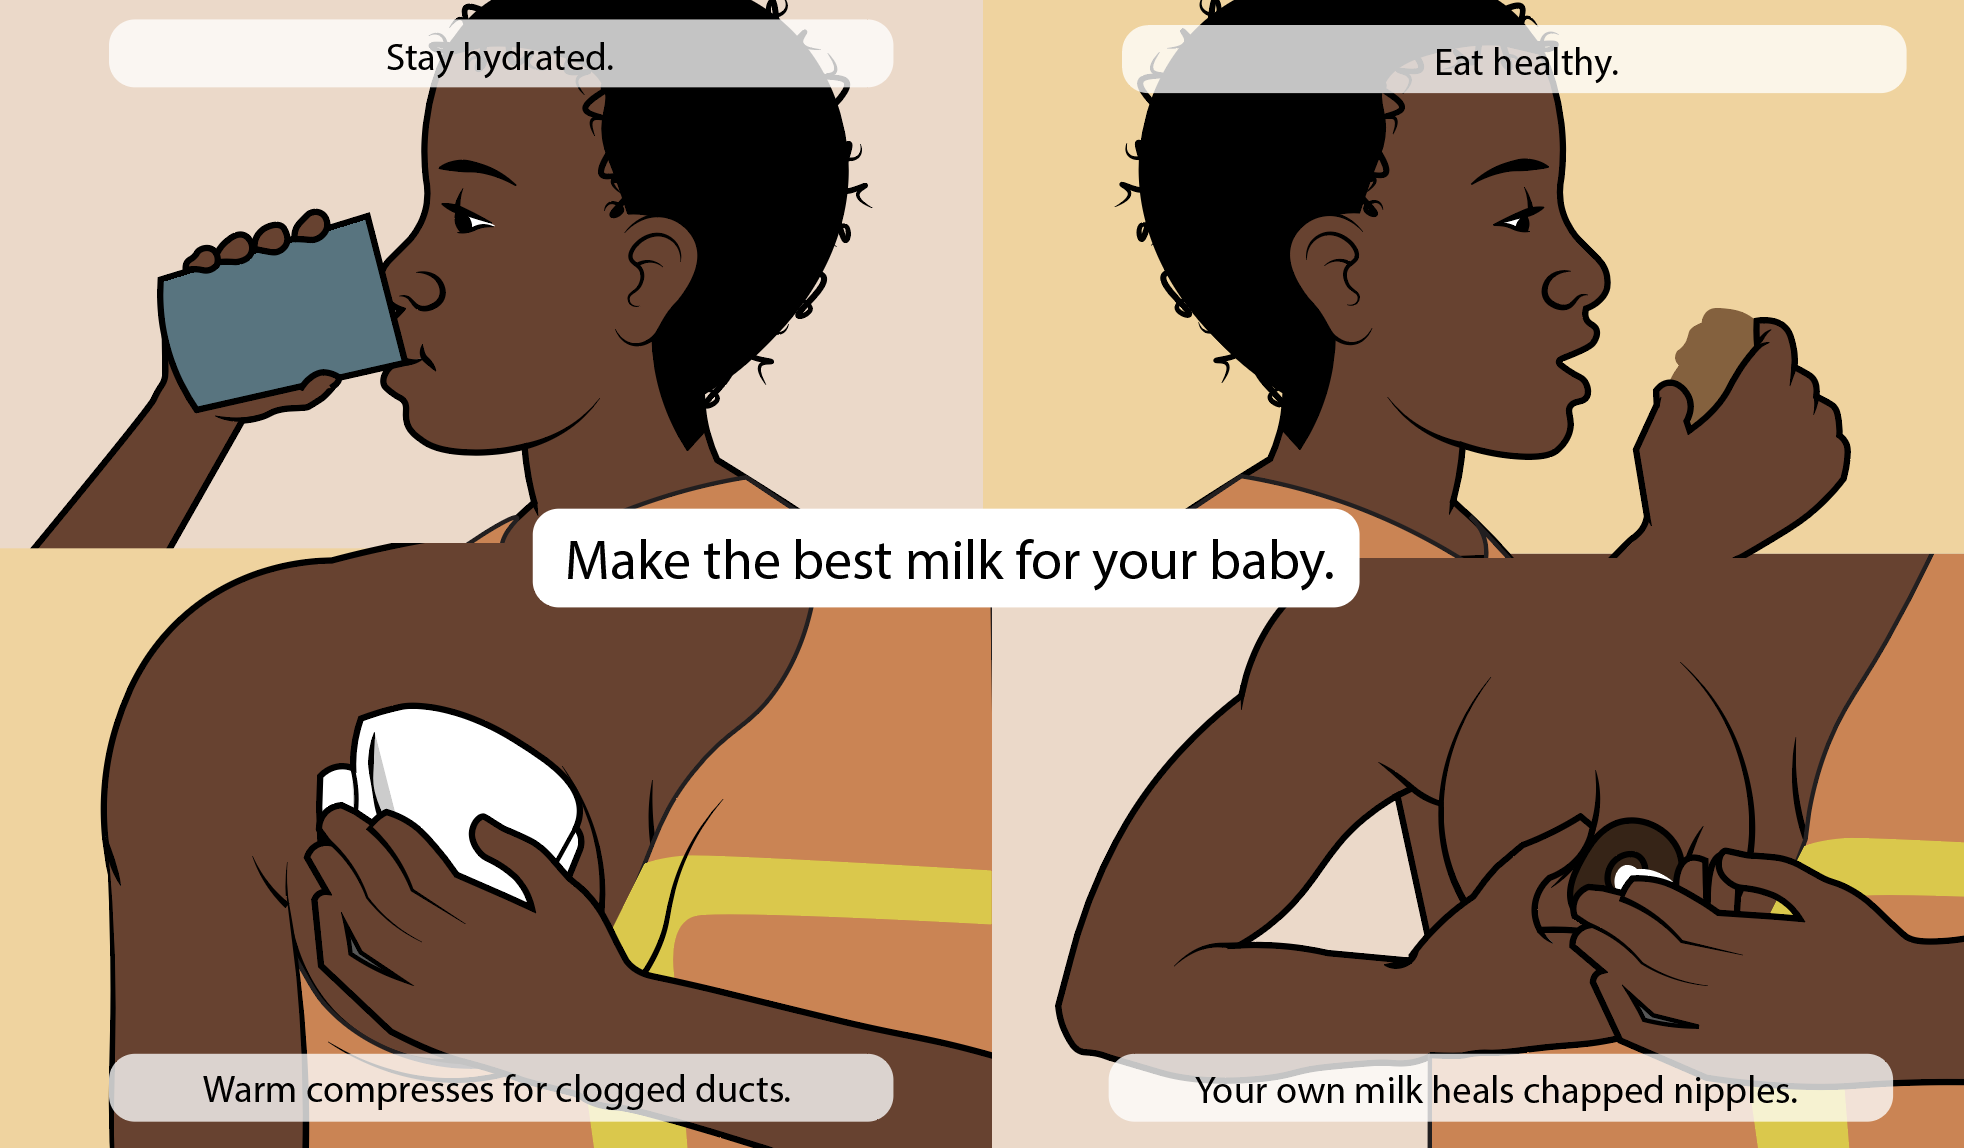 Stay hydrated.
Eat healthy.
Make the best milk for your baby.
Warm compresses for clogged ducts.
Your own milk heals chapped nipples.